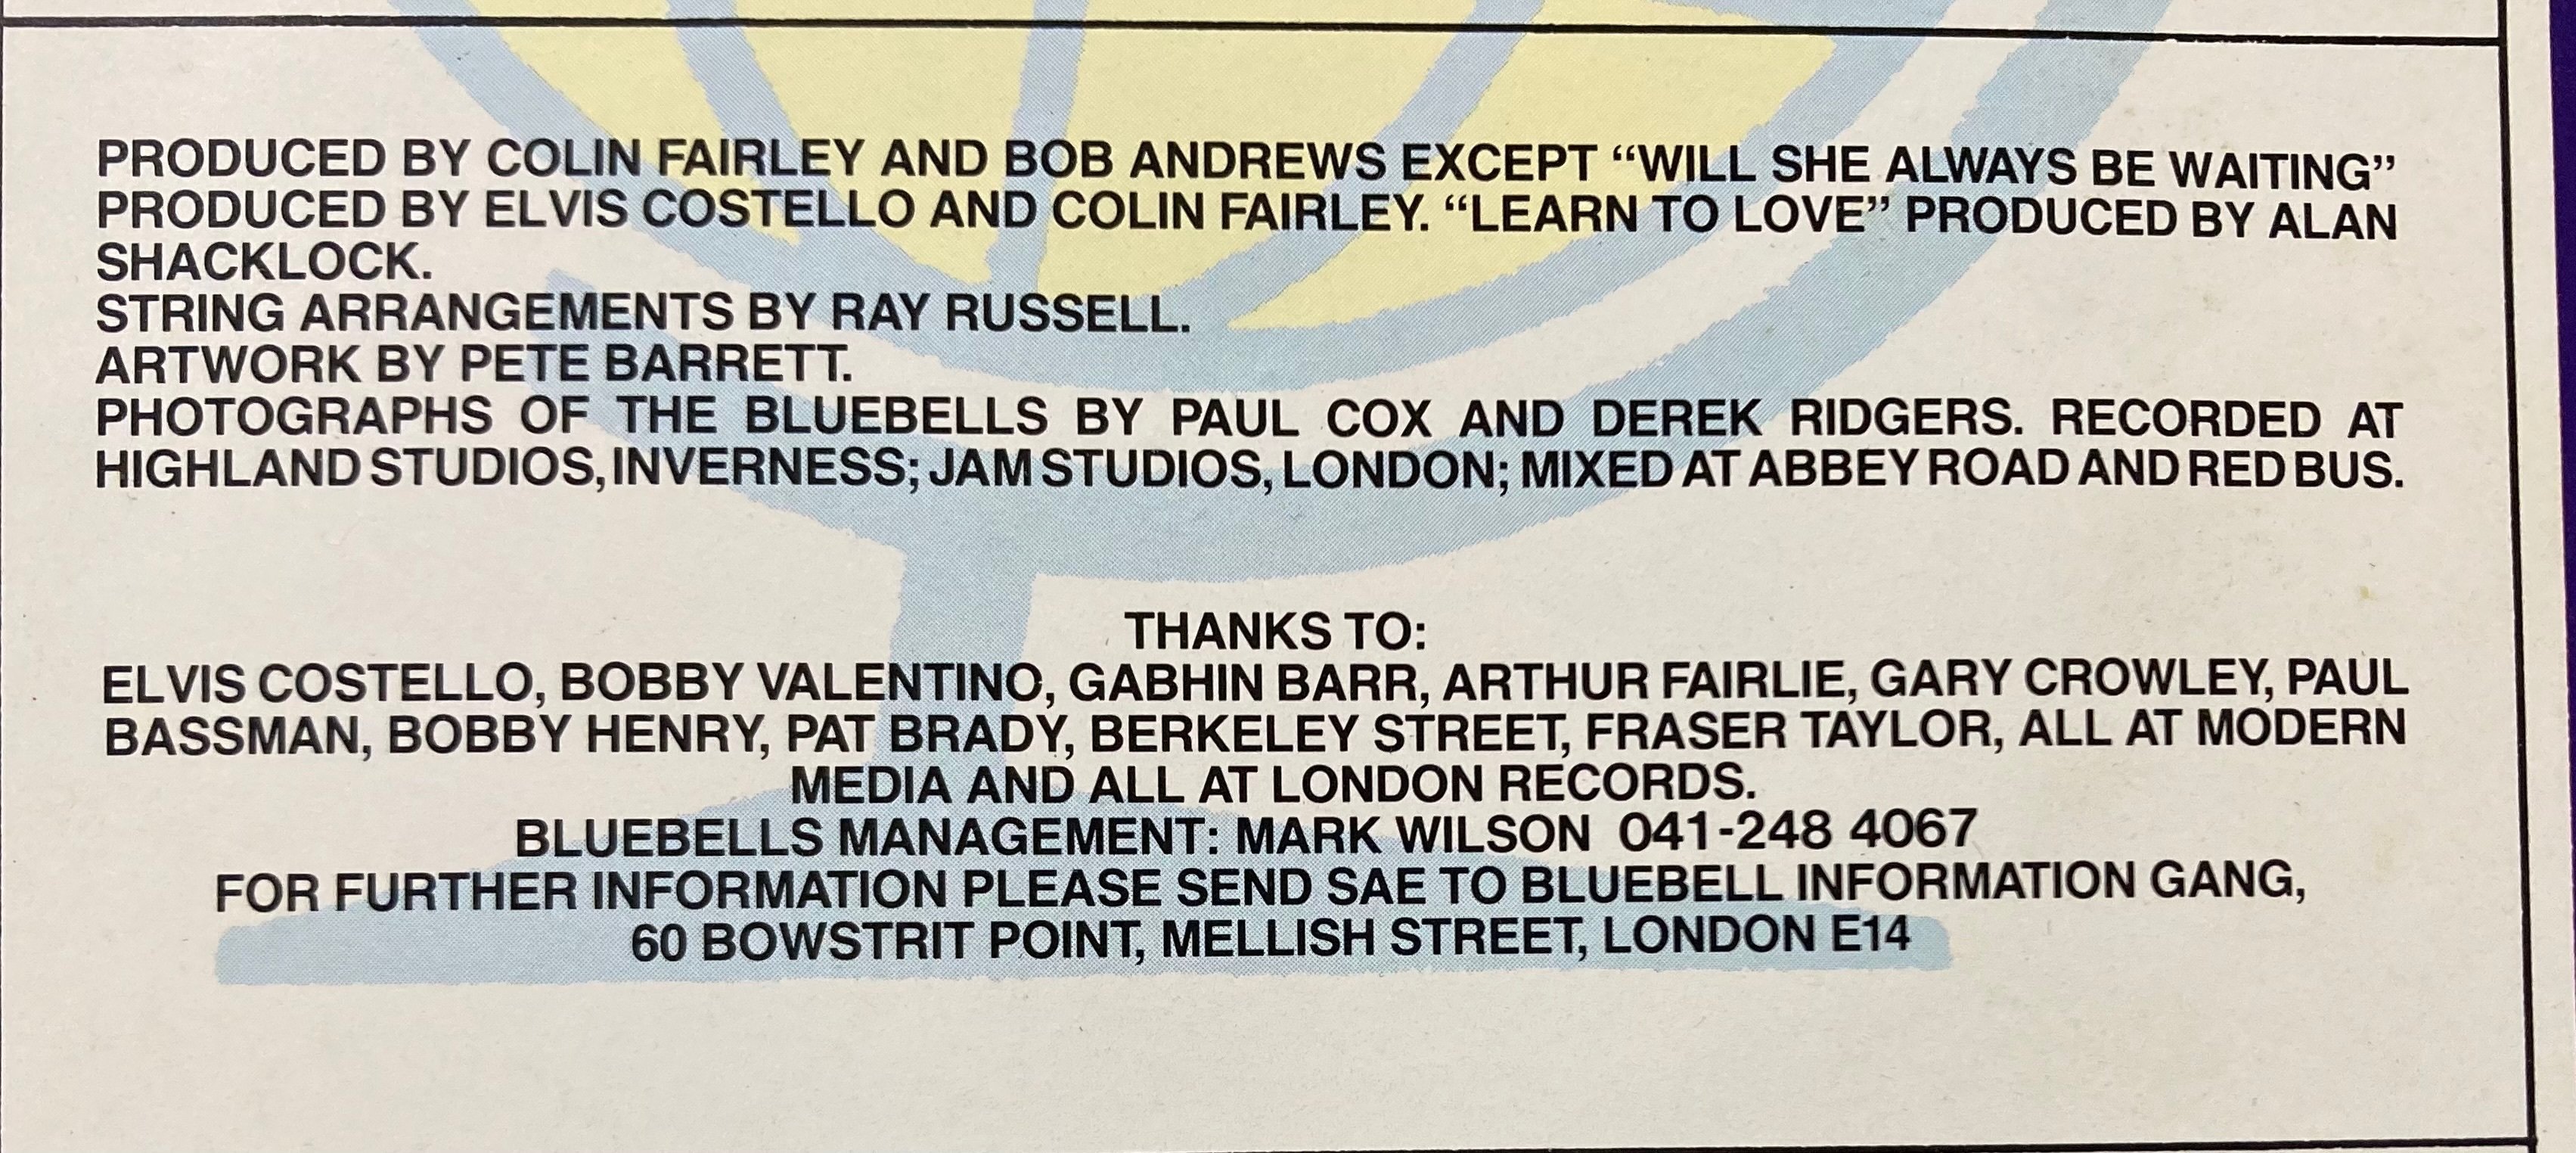 PRODUCED BY COLIN FAIRLEY AND BOB ANDREWS EXCEPT “WILL SHE ALWAYS BE WAITING”
PRODUCED BY ELVIS COSTELLO AND COLIN FAIRLEY. “LEARN TO LOVE” PRODUCED BY ALAN
SHACKLOCK.
STRING ARRANGEMENTS BY RAY RUSSELL.
ARTWORK BY PETE BARRETT.
PHOTOGRAPHS OF THE BLUEBELLS BY PAUL COX AND DEREK RIDGERS. RECORDED AT
HIGHLAND STUDIOS, INVERNESS; JAM STUDIOS, LONDON; MIXED AT ABBEY ROAD AND RED BUS.
THANKS TO:
ELVIS COSTELLO, BOBBY VALENTINO, GABHIN BARR, ARTHUR FAIRLIE, GARY CROWLEY, PAUL
BASSMAN, BOBBY HENRY, PAT BRADY, BERKELEY STREET, FRASER TAYLOR, ALL AT MODERN
MEDIA AND ALL AT LONDON RECORDS.
BLUEBELLS MANAGEMENT: MARK WILSON 041-248 4067
FOR FURTHER INFORMATION PLEASE SEND SAE TO BLUEBELL INFORMATION GANG,
60 BOWSTRIT POINT, MELLISH STREET, LONDON E14